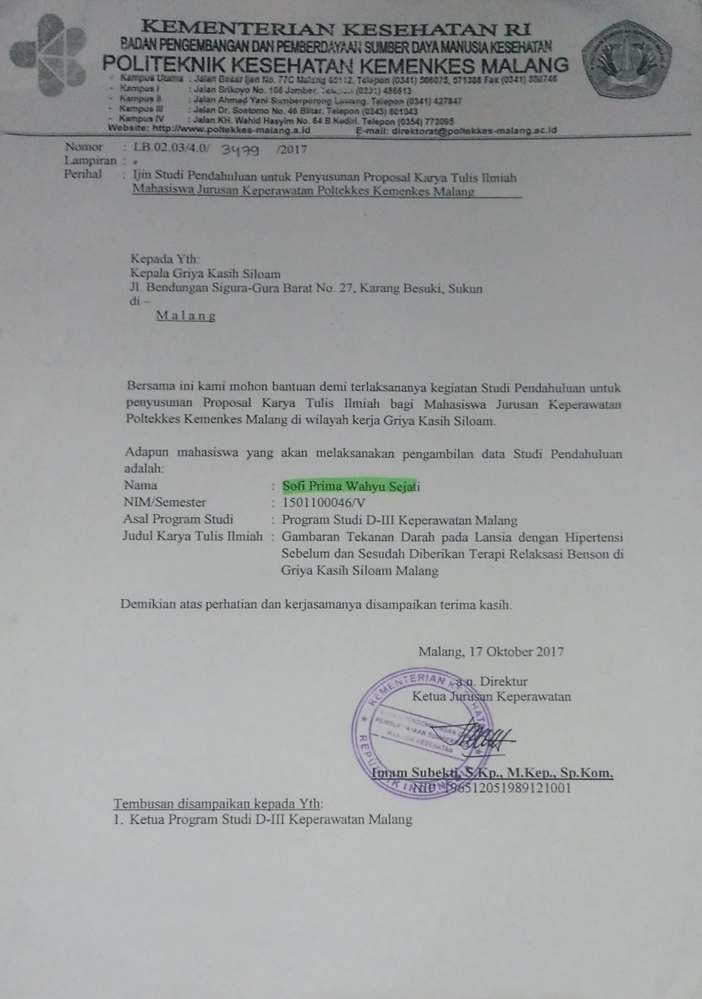 KEMENTERIAN KESEHATAN RI
BADAN PENGEMBANGAN DAN PEMBERDAYAAN SUMBER DAYA MANUSIA KESEHATAN
POLITEKNIK KESEHATAN KEMENKES MALANG
- Kampus Utama : Jalan Besar Ijen No. 77C Malang 65112. Telepon (0341) 566075, 571388 Fax (0341) 556746
- Kampus I : Jalan Srikoyo No. 106 Jember. Telepon (0331) 486613
- Kampus II : Jalan Ahmad Yani Sumberporong Lawang. Telepon (0341) 427847
- Kampus III : Jalan Dr. Soetomo No. 46 Blitar. Telepon (0343) 801043
- Kampus IV : Jalan KH. Wahid Hasyim No. 64 B Kediri. Telepon (0354) 773095
Website: http://www.poltekkes-malang.a.id E-mail: direktorat@poltekkes-malang.ac.id
Nomor : LB.02.03/4.0/ 3479 /2017
Lampiran : -
Perihal : Ijin Studi Pendahuluan untuk Penyusunan Proposal Karya Tulis Ilmiah
Mahasiswa Jurusan Keperawatan Poltekkes Kemenkes Malang
Kepada Yth:
Kepala Griya Kasih Siloam
Jl. Bendungan Sigura-Gura Barat No. 27, Karang Besuki, Sukun
di –
Malang
Bersama ini kami mohon bantuan demi terlaksananya kegiatan Studi Pendahuluan untuk
penyusunan Proposal Karya Tulis Ilmiah bagi Mahasiswa Jurusan Keperawatan
Poltekkes Kemenkes Malang di wilayah kerja Griya Kasih Siloam.
Adapun mahasiswa yang akan melaksanakan pengambilan data Studi Pendahuluan
adalah:
Nama : Sofi Prima Wahyu Sejati
NIM/Semester : 1501100046/V
Asal Program Studi : Program Studi D-III Keperawatan Malang
Judul Karya Tulis Ilmiah : Gambaran Tekanan Darah pada Lansia dengan Hipertensi
Sebelum dan Sesudah Diberikan Terapi Relaksasi Benson di
Griya Kasih Siloam Malang
Demikian atas perhatian dan kerjasamanya disampaikan terima kasih.
Malang, 17 Oktober 2017
a.n. Direktur
Ketua Jurusan Keperawatan
KEMENTERIAN KESEHATAN
PENGEMBANGAN
PEMBERDAYAAN SUMBER
MANUSIA KESEHATAN
REPUBLIK INDONESIA
Imam Subekti, S.Kp., M.Kep., Sp.Kom.
NIP. 196512051989121001
Tembusan disampaikan kepada Yth:
1. Ketua Program Studi D-III Keperawatan Malang